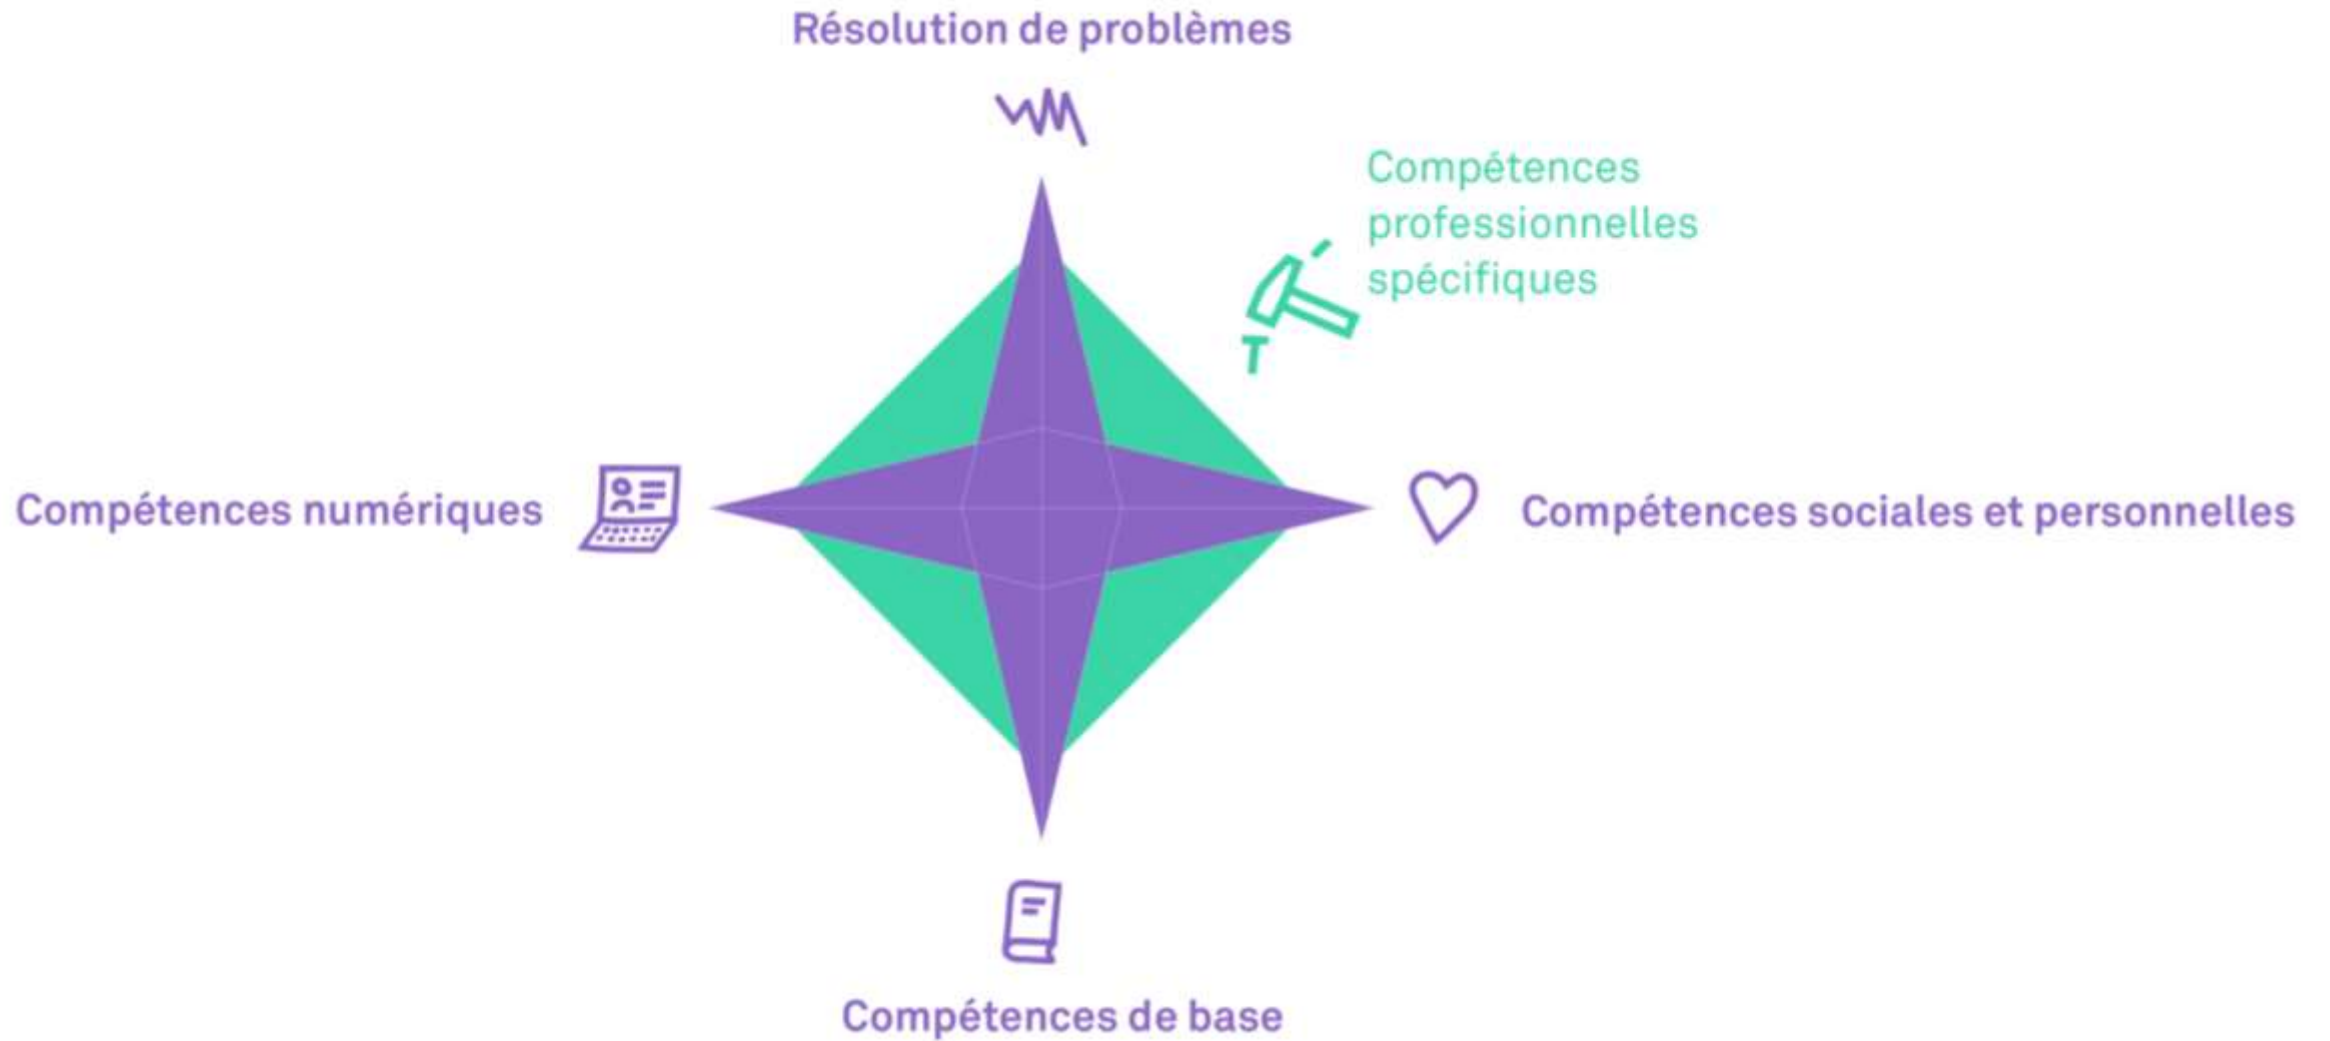 Résolution de problèmes
Compétences
professionnelles
spécifiques
Compétences numériques
Compétences sociales et personnelles
Compétences de base